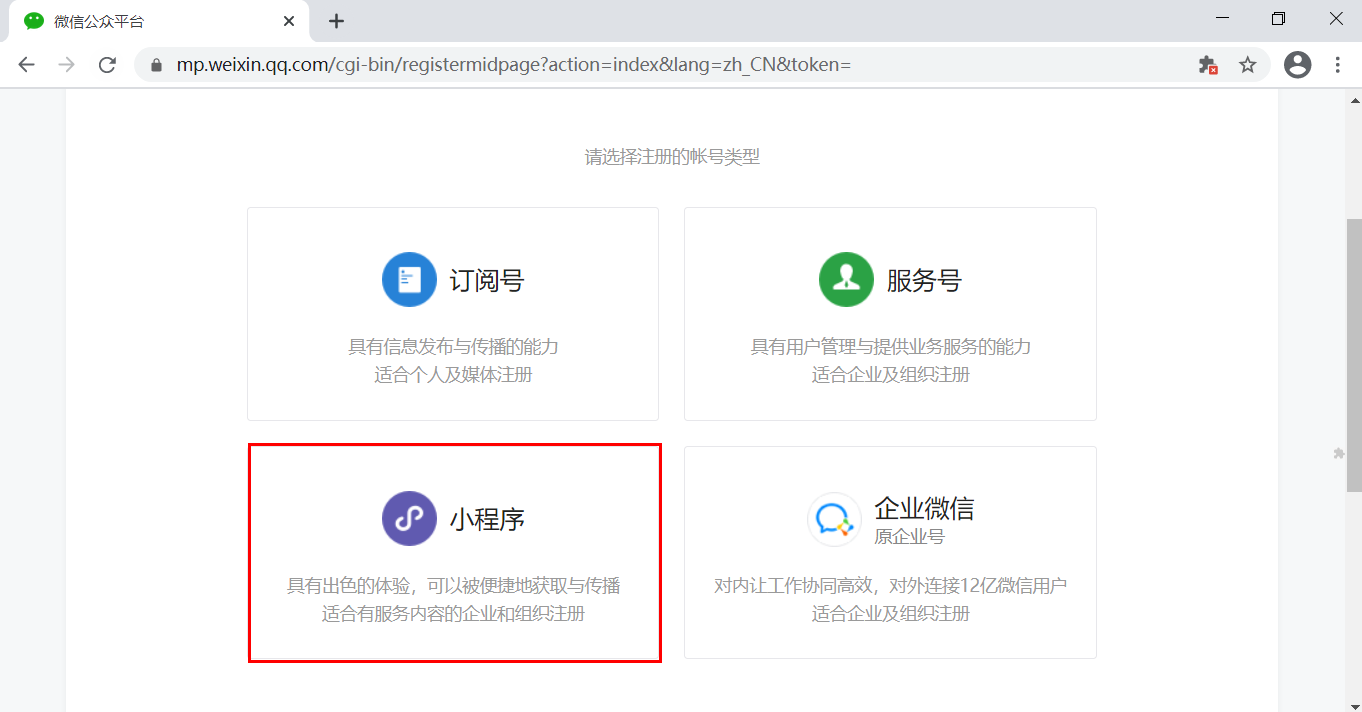 微信公众平台
mp.weixin.qq.com/cgi-bin/registermidpage?action=index&lang=zh_CN&token=
请选择注册的帐号类型
订阅号
具有信息发布与传播的能力
适合个人及媒体注册
服务号
具有用户管理与提供业务服务的能力
适合企业及组织注册
小程序
具有出色的体验，可以被便捷地获取与传播
适合有服务内容的企业和组织注册
企业微信
原企业号
对内让工作协同高效，对外连接12亿微信用户
适合企业及组织注册